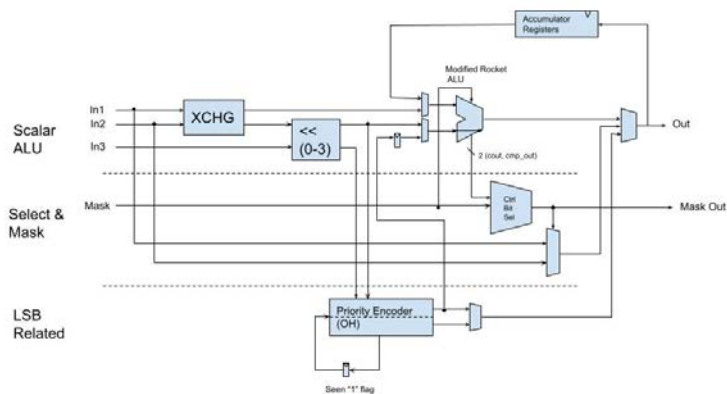 Accumulator
Registers
Modified Rocket
ALU
In1
In2
In3
XCHG
<<
(0-3)
Scalar
ALU
2 (cout, cmp_out)
Out
Select &
Mask
Mask
Ctrl
Bit
Sel
Mask Out
LSB
Related
Priority Encoder
(OH)
Seen "1" flag